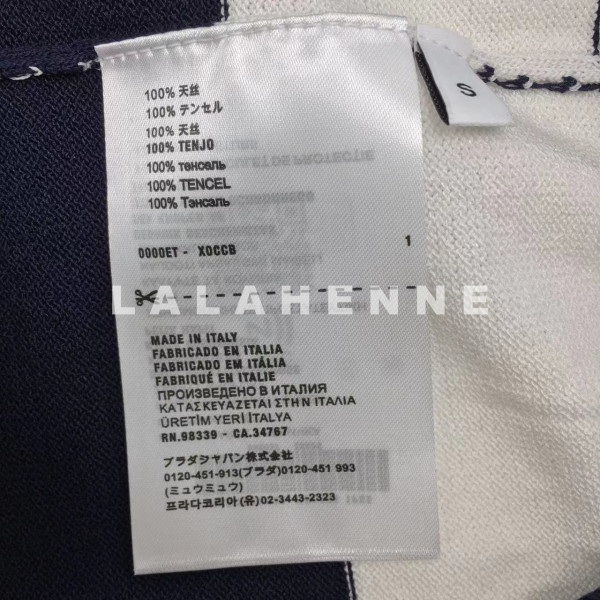 S
100% 天丝
100% テンセル
100% 天丝
100% TENJO
100% тенсаль
100% TENCEL
100% Тэнсаль
0000ET - X0CCB 1
LALAHENNE
MADE IN ITALY
FABRICADO EN ITALIA
FABRICADO EM ITÁLIA
FABRIQUÉ EN ITALIE
ПРОИЗВЕДЕНО В ИТАЛИЯ
ΚΑΤΑΣΚΕΥΑΖΕΤΑΙ ΣΤΗΝ ΙΤΑΛΙΑ
ÜRETİM YERİ İTALYA
RN.98339 - CA.34767
プラダジャパン株式会社
0120-451-913(プラダ)0120-451 993
(ミュウミュウ)
프라다코리아(유)02-3443-2323